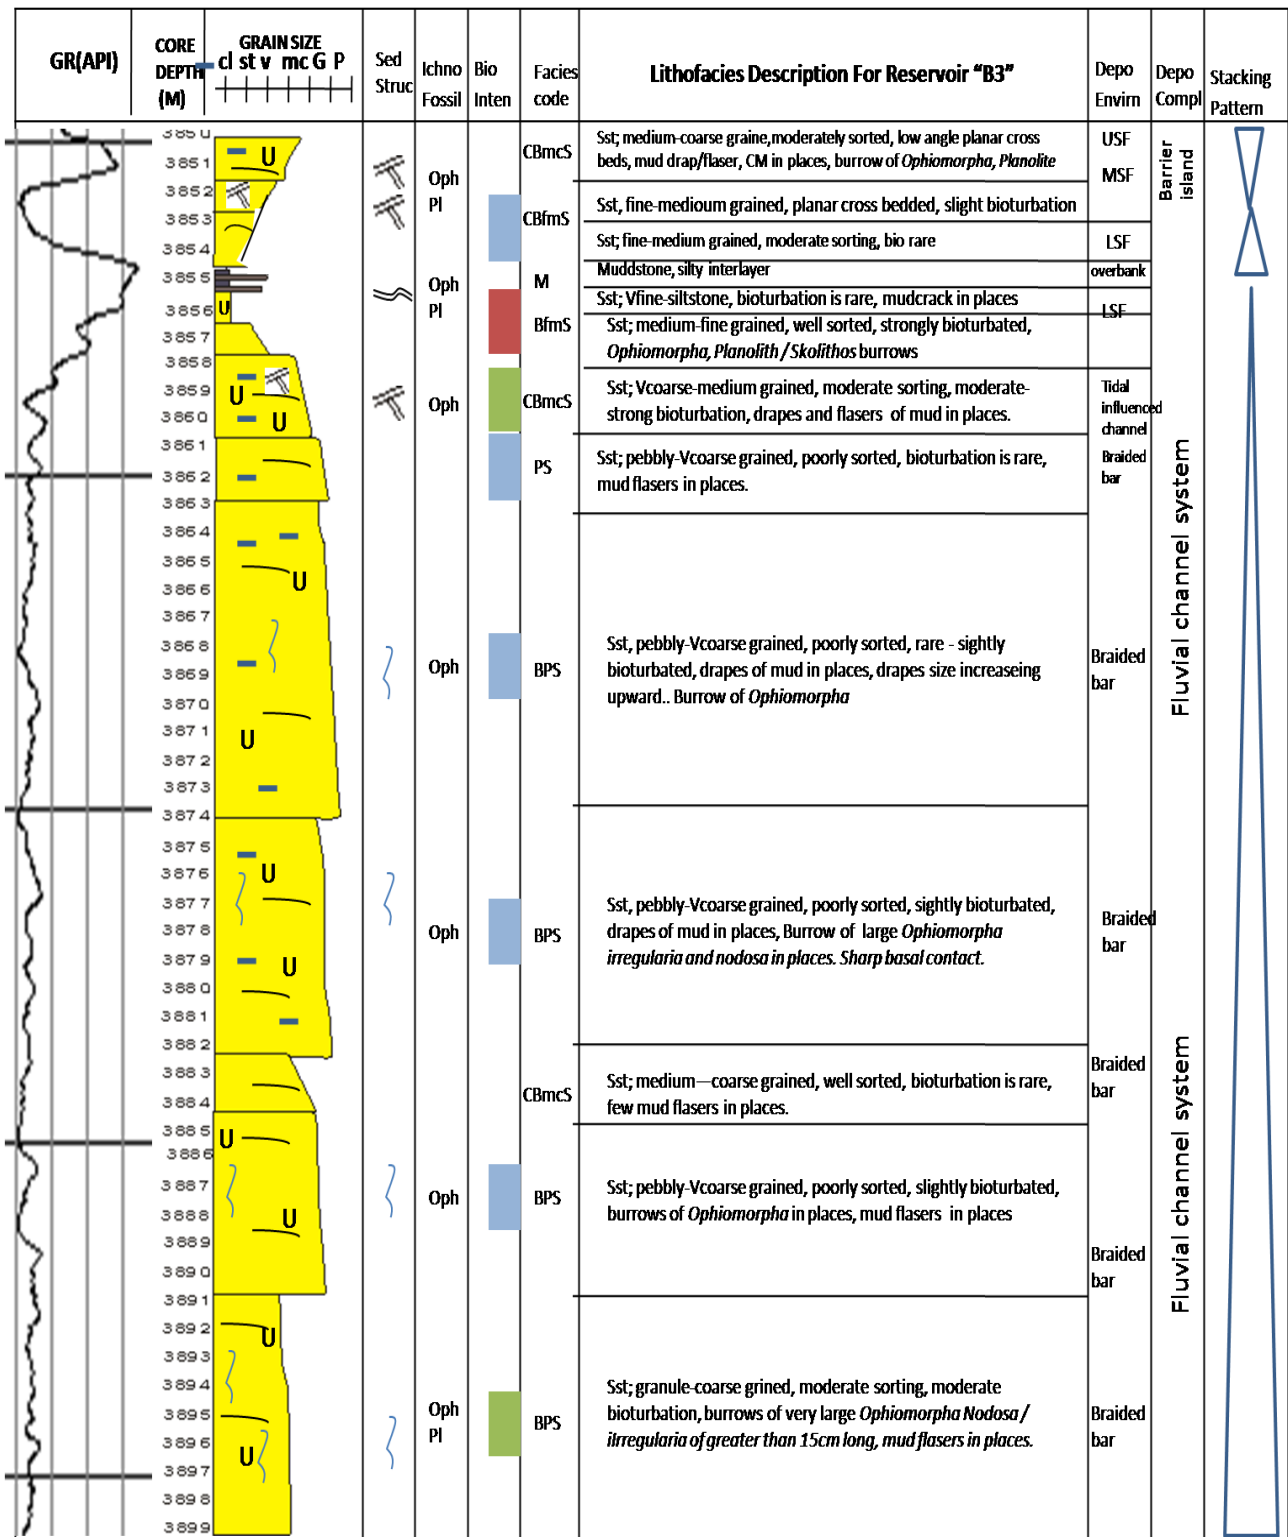 GR(API)
CORE
DEPTH
(M)
GRAIN SIZE
cl st v mc G P
Sed
Struc
Ichno
Fossil
Bio
Inten
Facies
code
Lithofacies Description For Reservoir “B3”
Depo
Envirn
Depo
Compl
Stacking
Pattern
3850
3851
3852
3853
3854
3855
3856
3857
3858
3859
3860
3861
3862
3863
3864
3865
3866
3867
3868
3869
3870
3871
3872
3873
3874
3875
3876
3877
3878
3879
3880
3881
3882
3883
3884
3885
3886
3887
3888
3889
3890
3891
3892
3893
3894
3895
3896
3897
3898
3899
U
U
U
U
U
U
U
U
U
U
U
U
Oph
Pl
Oph
Pl
Oph
Oph
Oph
Oph
Oph
Pl
CBmcS
CBfmS
M
BfmS
CBmcS
PS
BPS
BPS
CBmcS
BPS
BPS
Sst; medium-coarse graine,moderately sorted, low angle planar cross
beds, mud drap/flaser, CM in places, burrow of Ophiomorpha, Planolite
Sst, fine-medioum grained, planar cross bedded, slight bioturbation
Sst; fine-medium grained, moderate sorting, bio rare
Muddstone, silty interlayer
Sst; Vfine-siltstone, bioturbation is rare, mudcrack in places
Sst; medium-fine grained, well sorted, strongly bioturbated,
Ophiomorpha, Planolith / Skolithos burrows
Sst; Vcoarse-medium grained, moderate sorting, moderate-
strong bioturbation, drapes and flasers of mud in places.
Sst; pebbly-Vcoarse grained, poorly sorted, bioturbation is rare,
mud flasers in places.
Sst, pebbly-Vcoarse grained, poorly sorted, rare - sightly
bioturbated, drapes of mud in places, drapes size increaseing
upward.. Burrow of Ophiomorpha
Sst, pebbly-Vcoarse grained, poorly sorted, sightly bioturbated,
drapes of mud in places, Burrow of large Ophiomorpha
irregularia and nodosa in places. Sharp basal contact.
Sst; medium—coarse grained, well sorted, bioturbation is rare,
few mud flasers in places.
Sst; pebbly-Vcoarse grained, poorly sorted, slightly bioturbated,
burrows of Ophiomorpha in places, mud flasers in places
Sst; granule-coarse grined, moderate sorting, moderate
bioturbation, burrows of very large Ophiomorpha Nodosa /
iIrregularia of greater than 15cm long, mud flasers in places.
USF
MSF
LSF
overbank
LSF
Tidal
influenced
channel
Braided
bar
Braided
bar
Braided
bar
Braided
bar
Braided
bar
Braided
bar
Barrier
island
Fluvial channel system
Fluvial channel system